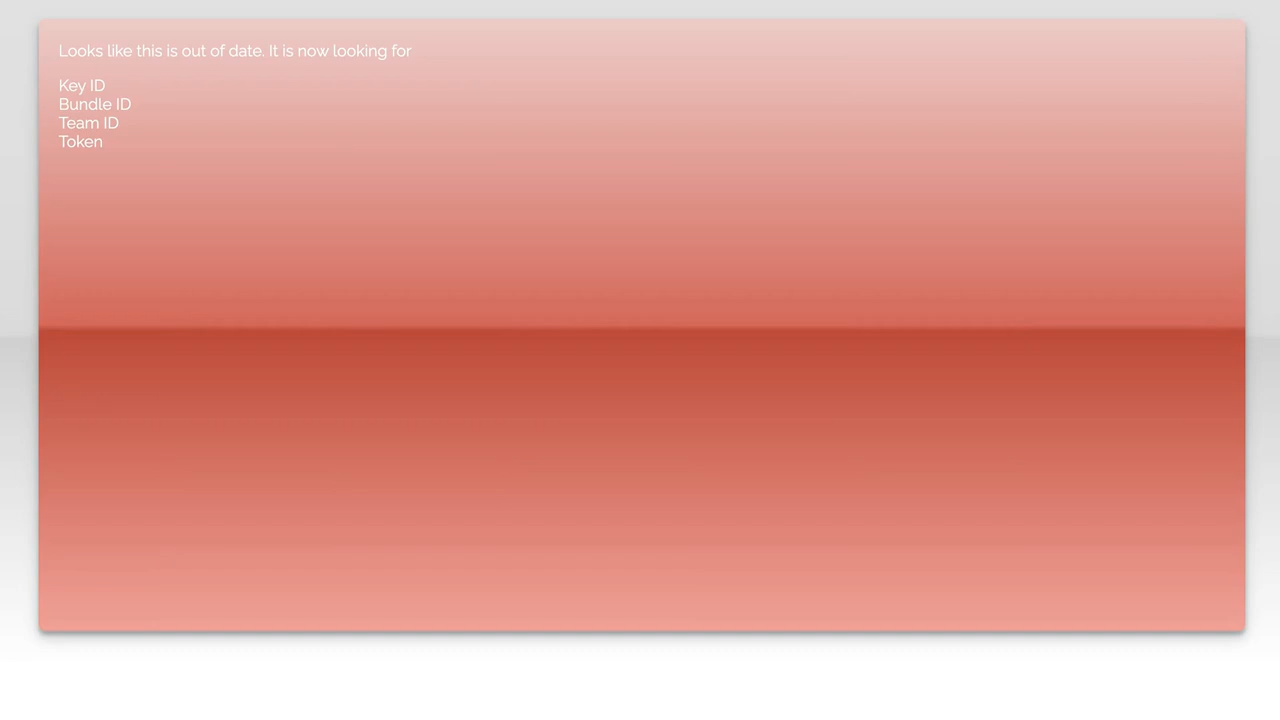 Looks like this is out of date. It is now looking for
Key ID
Bundle ID
Team ID
Token